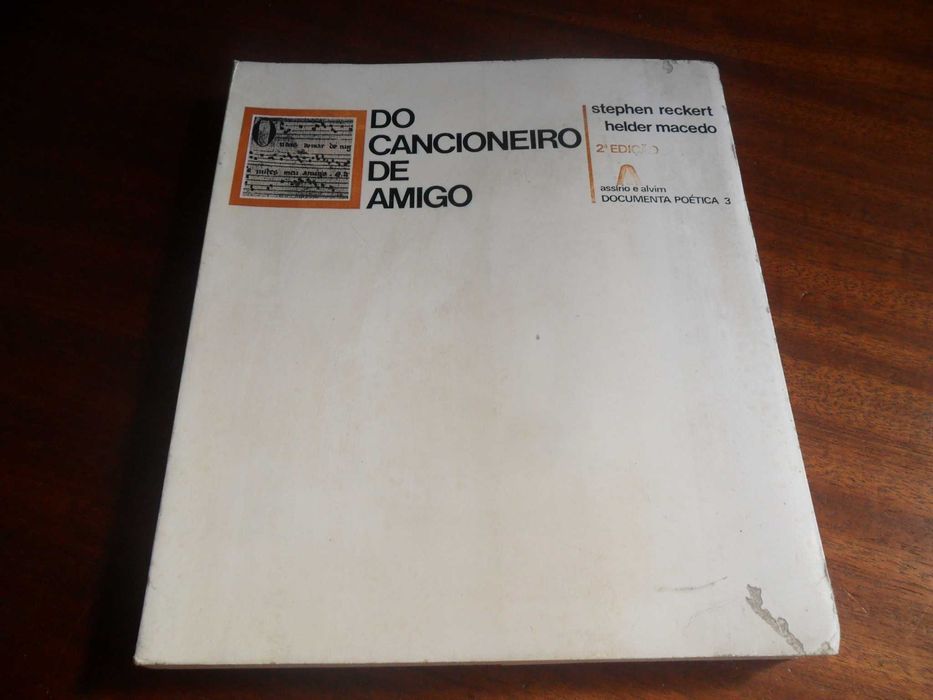 DO
CANCIONEIRO
DE
AMIGO
stephen reckert
helder macedo
2ª EDIÇÃO
assírio e alvim
DOCUMENTA POÉTICA 3